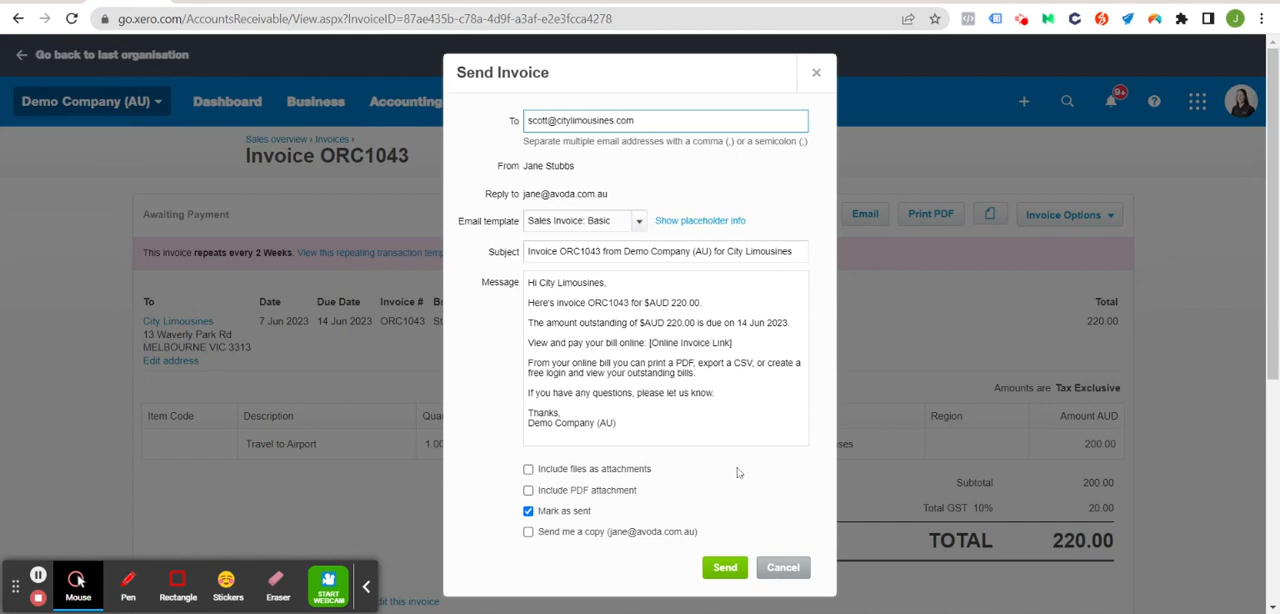 go.xero.com/AccountsReceivable/View.aspx?InvoiceID=87ae435b-c78a-4d9f-a3af-e2e3fcca4278
J
Go back to last organisation
Demo Company (AU)
Dashboard
Business
Accounting
9+
Sales overview › Invoices ›
Invoice ORC1043
Awaiting Payment
Email
Print PDF
Invoice Options
This invoice repeats every 2 Weeks. View this repeating transaction
To
Date
Due Date
Invoice #
Total
City Limousines
7 Jun 2023
14 Jun 2023
ORC1043
220.00
13 Waverly Park Rd
MELBOURNE VIC 3313
Edit address
Amounts are Tax Exclusive
Item Code
Description
Region
Amount AUD
Travel to Airport
1.00
200.00
Subtotal
200.00
Total GST 10%
20.00
TOTAL
220.00
Send Invoice
×
To
scott@citylimousines.com
Separate multiple email addresses with a comma (,) or a semicolon (;)
From Jane Stubbs
Reply to jane@avoda.com.au
Email template
Sales Invoice: Basic
Show placeholder info
Subject
Invoice ORC1043 from Demo Company (AU) for City Limousines
Message
Hi City Limousines,
Here's invoice ORC1043 for $AUD 220.00.
The amount outstanding of $AUD 220.00 is due on 14 Jun 2023.
View and pay your bill online: [Online Invoice Link]
From your online bill you can print a PDF, export a CSV, or create a
free login and view your outstanding bills.
If you have any questions, please let us know.
Thanks,
Demo Company (AU)
Include files as attachments
Include PDF attachment
Mark as sent
Send me a copy (jane@avoda.com.au)
Send
Cancel
Mouse
Pen
Rectangle
Stickers
Eraser
START
WEBCAM
this online